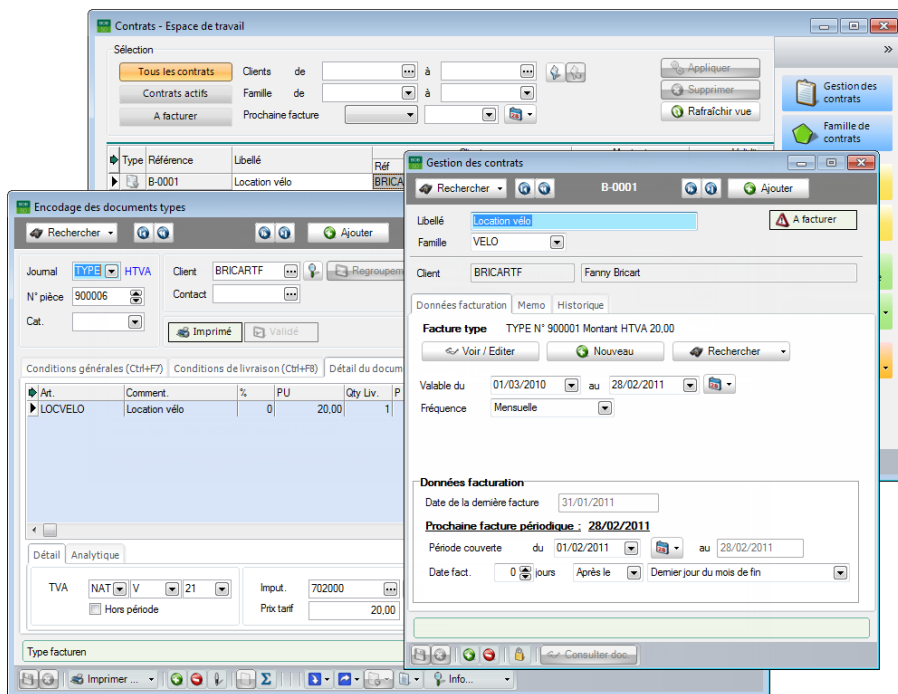 Contrats - Espace de travail
»
Sélection
Tous les contrats Clients de à Appliquer
Contrats actifs Famille de à Supprimer
A facturer Prochaine facture Rafraîchir vue
Gestion des
contrats
Famille de
contrats
Type Référence Libellé
Réf
B-0001 Location vélo BRICA
Encodage des documents types
Rechercher Ajouter
Journal TYPE HTVA Client BRICARTF Regroupem
N° pièce 900006 Contact
Cat.
Imprimé Validé
Conditions générales (Ctrl+F7) Conditions de livraison (Ctrl+F8) Détail du docum
Art. Comment. % PU Qty Liv. P
LOCVELO Location vélo 0 20,00 1
Détail Analytique
TVA NAT V 21 Imput. 702000
Hors période Prix tarif 20,00
Type facturen
Imprimer ... Σ Info...
Gestion des contrats
Rechercher B-0001 Ajouter
Libellé Location vélo A facturer
Famille VELO
Client BRICARTF Fanny Bricart
Données facturation Memo Historique
Facture type TYPE N° 900001 Montant HTVA 20,00
Voir / Editer Nouveau Rechercher
Valable du 01/03/2010 au 28/02/2011
Fréquence Mensuelle
Données facturation
Date de la dernière facture 31/01/2011
Prochaine facture périodique : 28/02/2011
Période couverte du 01/02/2011 au 28/02/2011
Date fact. 0 jours Après le Dernier jour du mois de fin
Consulter doc.